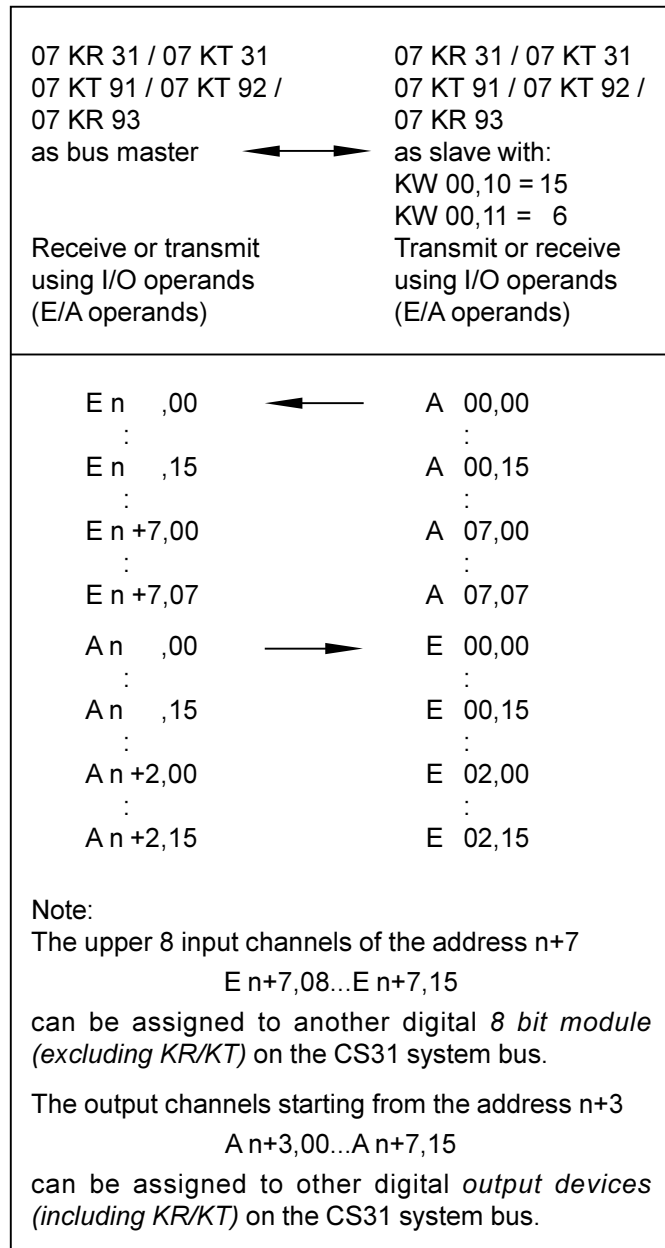 07 KR 31 / 07 KT 31 07 KR 31 / 07 KT 31
07 KT 91 / 07 KT 92 / 07 KT 91 / 07 KT 92 /
07 KR 93 07 KR 93
as bus master as slave with:
KW 00,10 = 15
KW 00,11 = 6
Receive or transmit Transmit or receive
using I/O operands using I/O operands
(E/A operands) (E/A operands)
E n ,00 A 00,00
: :
E n ,15 A 00,15
: :
E n +7,00 A 07,00
: :
E n +7,07 A 07,07
A n ,00 E 00,00
: :
A n ,15 E 00,15
: :
A n +2,00 E 02,00
: :
A n +2,15 E 02,15
Note:
The upper 8 input channels of the address n+7
E n+7,08...E n+7,15
can be assigned to another digital 8 bit module
(excluding KR/KT) on the CS31 system bus.
The output channels starting from the address n+3
A n+3,00...A n+7,15
can be assigned to other digital output devices
(including KR/KT) on the CS31 system bus.